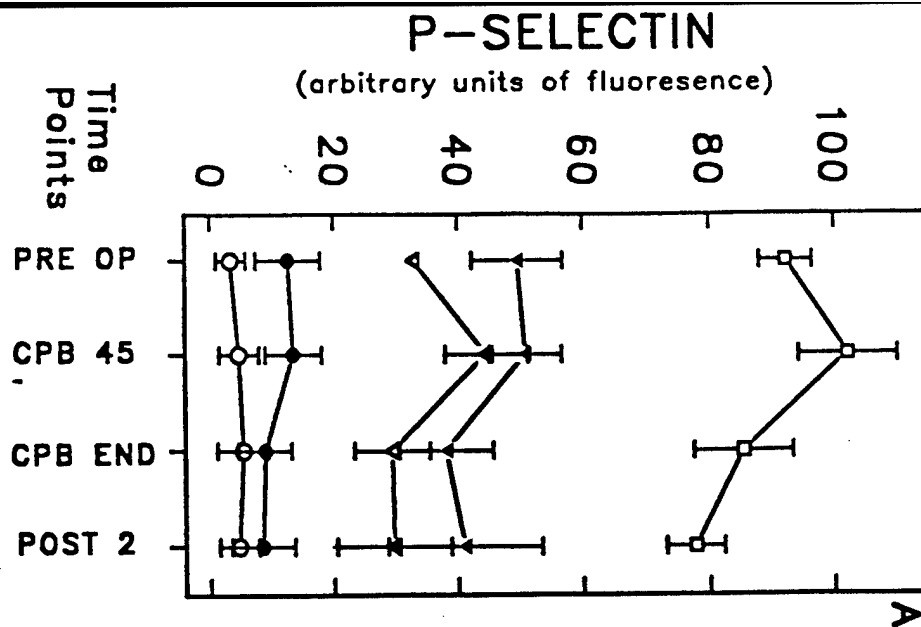 P-SELECTIN
(arbitrary units of fluoresence)
Time
Points
0 20 40 60 80 100
PRE OP
CPB 45
CPB END
POST 2
A